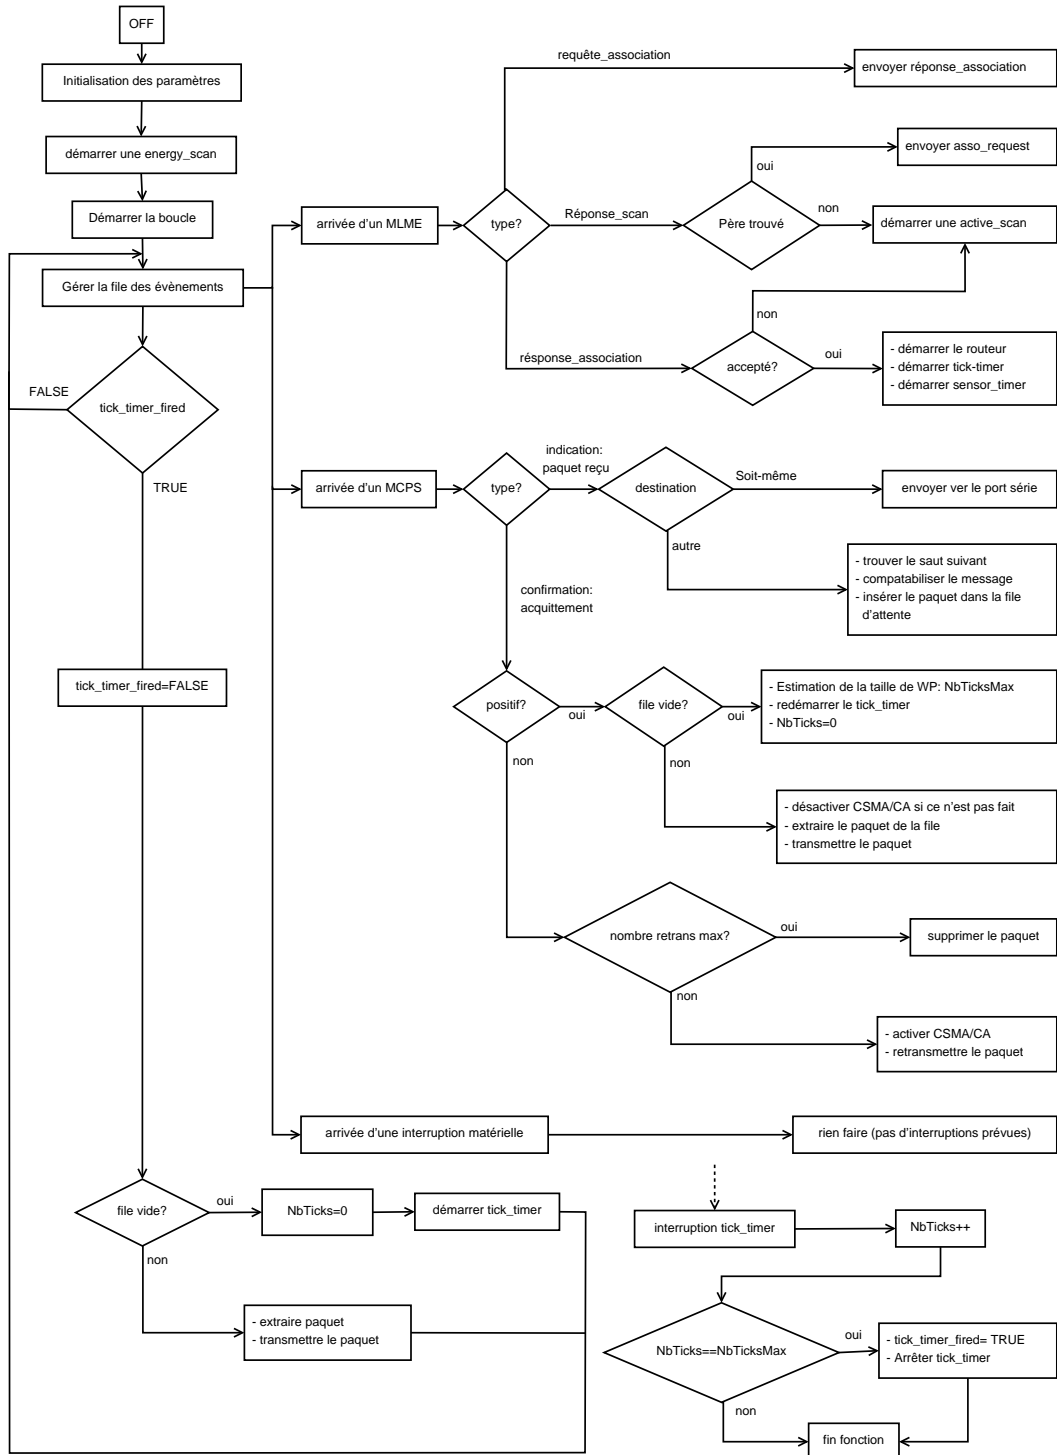 OFF
Initialisation des paramètres
démarrer une energy_scan
Démarrer la boucle
Gérer la file des évènements
FALSE
tick_timer_fired
TRUE
tick_timer_fired=FALSE
file vide?
oui
NbTicks=0
démarrer tick_timer
non
- extraire paquet
- transmettre le paquet
arrivée d'un MLME
type?
requête_association
envoyer réponse_association
Réponse_scan
Père trouvé
oui
envoyer asso_request
non
démarrer une active_scan
résponse_association
accepté?
non
oui
- démarrer le routeur
- démarrer tick-timer
- démarrer sensor_timer
arrivée d'un MCPS
type?
indication:
paquet reçu
destination
Soit-même
envoyer ver le port série
autre
- trouver le saut suivant
- compatabiliser le message
- insérer le paquet dans la file
d'attente
confirmation:
acquittement
positif?
oui
file vide?
oui
- Estimation de la taille de WP: NbTicksMax
- redémarrer le tick_timer
- NbTicks=0
non
non
- désactiver CSMA/CA si ce n'est pas fait
- extraire le paquet de la file
- transmettre le paquet
nombre retrans max?
oui
supprimer le paquet
non
- activer CSMA/CA
- retransmettre le paquet
arrivée d'une interruption matérielle
rien faire (pas d'interruptions prévues)
interruption tick_timer
NbTicks++
NbTicks==NbTicksMax
oui
- tick_timer_fired= TRUE
- Arrêter tick_timer
non
fin fonction